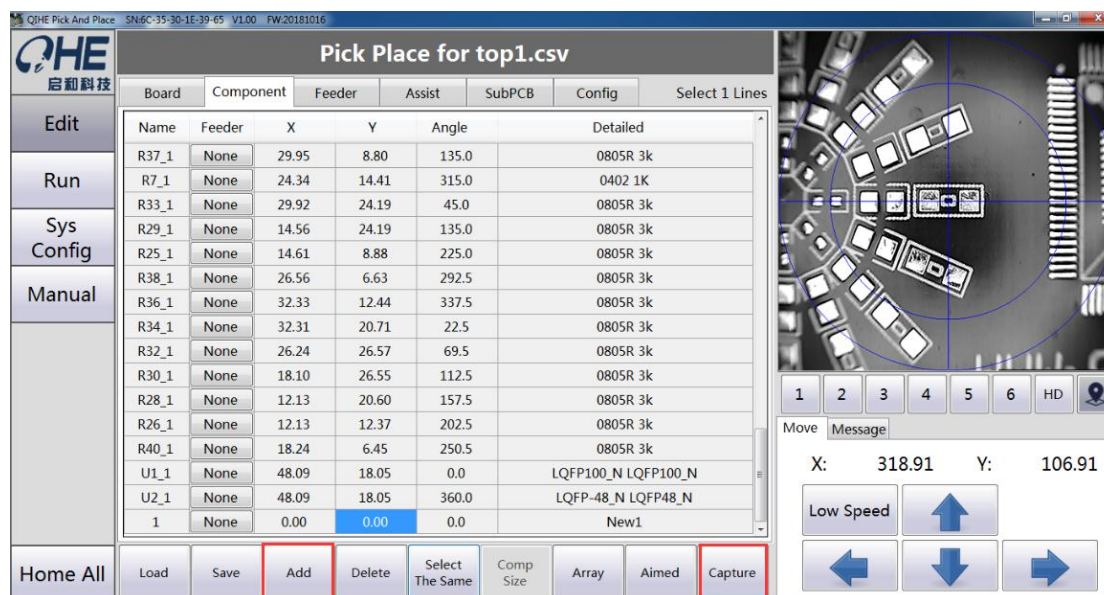 QIHE Pick And Place SN:6C-35-30-1E-39-65 V1.00 FW:20181016
QiHE
启和科技
Pick Place for top1.csv
Board Component Feeder Assist SubPCB Config Select 1 Lines
Edit
Run
Sys
Config
Manual
Home All
Name Feeder X Y Angle Detailed
R37_1 None 29.95 8.80 135.0 0805R 3k
R7_1 None 24.34 14.41 315.0 0402 1K
R33_1 None 29.92 24.19 45.0 0805R 3k
R29_1 None 14.56 24.19 135.0 0805R 3k
R25_1 None 14.61 8.88 225.0 0805R 3k
R38_1 None 26.56 6.63 292.5 0805R 3k
R36_1 None 32.33 12.44 337.5 0805R 3k
R34_1 None 32.31 20.71 22.5 0805R 3k
R32_1 None 26.24 26.57 69.5 0805R 3k
R30_1 None 18.10 26.55 112.5 0805R 3k
R28_1 None 12.13 20.60 157.5 0805R 3k
R26_1 None 12.13 12.37 202.5 0805R 3k
R40_1 None 18.24 6.45 250.5 0805R 3k
U1_1 None 48.09 18.05 0.0 LQFP100_N LQFP100_N
U2_1 None 48.09 18.05 360.0 LQFP-48_N LQFP48_N
1 None 0.00 0.00 0.0 New1
Load Save Add Delete Select The Same Comp Size Array Aimed Capture
1 2 3 4 5 6 HD
Move Message
X: 318.91 Y: 106.91
Low Speed